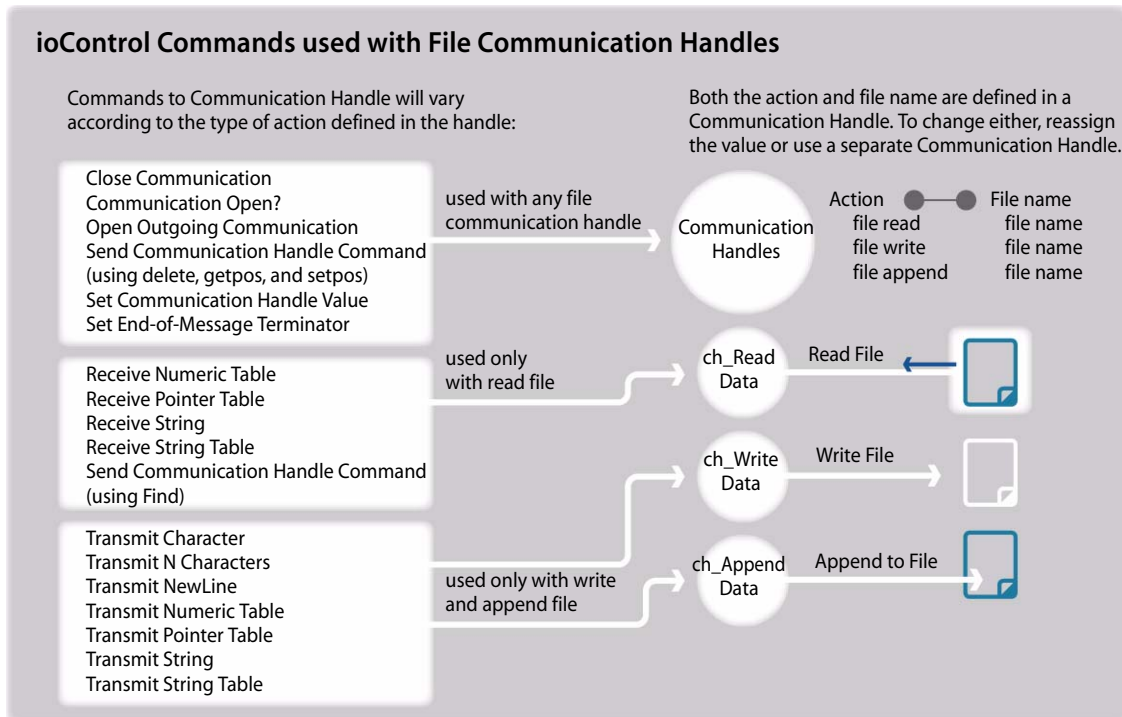 ioControl Commands used with File Communication Handles
Commands to Communication Handle will vary
according to the type of action defined in the handle:
Both the action and file name are defined in a
Communication Handle. To change either, reassign
the value or use a separate Communication Handle.
Close Communication
Communication Open?
Open Outgoing Communication
Send Communication Handle Command
(using delete, getpos, and setpos)
Set Communication Handle Value
Set End-of-Message Terminator
used with any file
communication handle
Communication
Handles
Action File name
file read file name
file write file name
file append file name
Receive Numeric Table
Receive Pointer Table
Receive String
Receive String Table
Send Communication Handle Command
(using Find)
used only
with read file
ch_Read
Data
Read File
ch_Write
Data
Write File
Transmit Character
Transmit N Characters
Transmit NewLine
Transmit Numeric Table
Transmit Pointer Table
Transmit String
Transmit String Table
used only with write
and append file
ch_Append
Data
Append to File